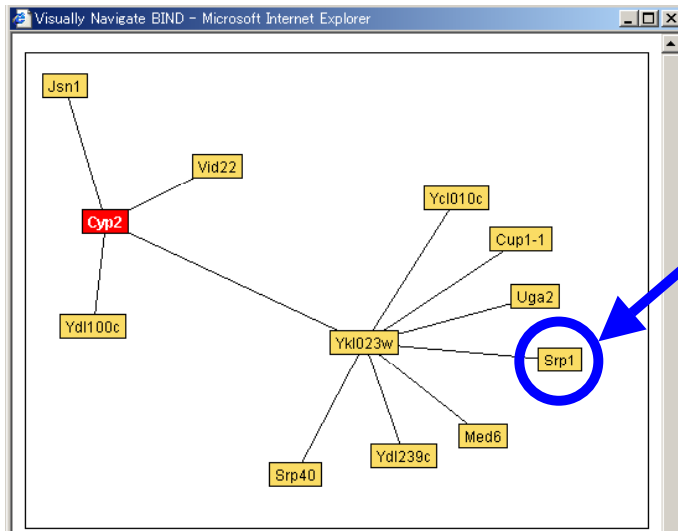 Visually Navigate BIND - Microsoft Internet Explorer
Jsn1
Vid22
Ycl010c
Cyp2
Cup1-1
Uga2
Ydl100c
Ykl023w
Srp1
Med6
Ydl239c
Srp40